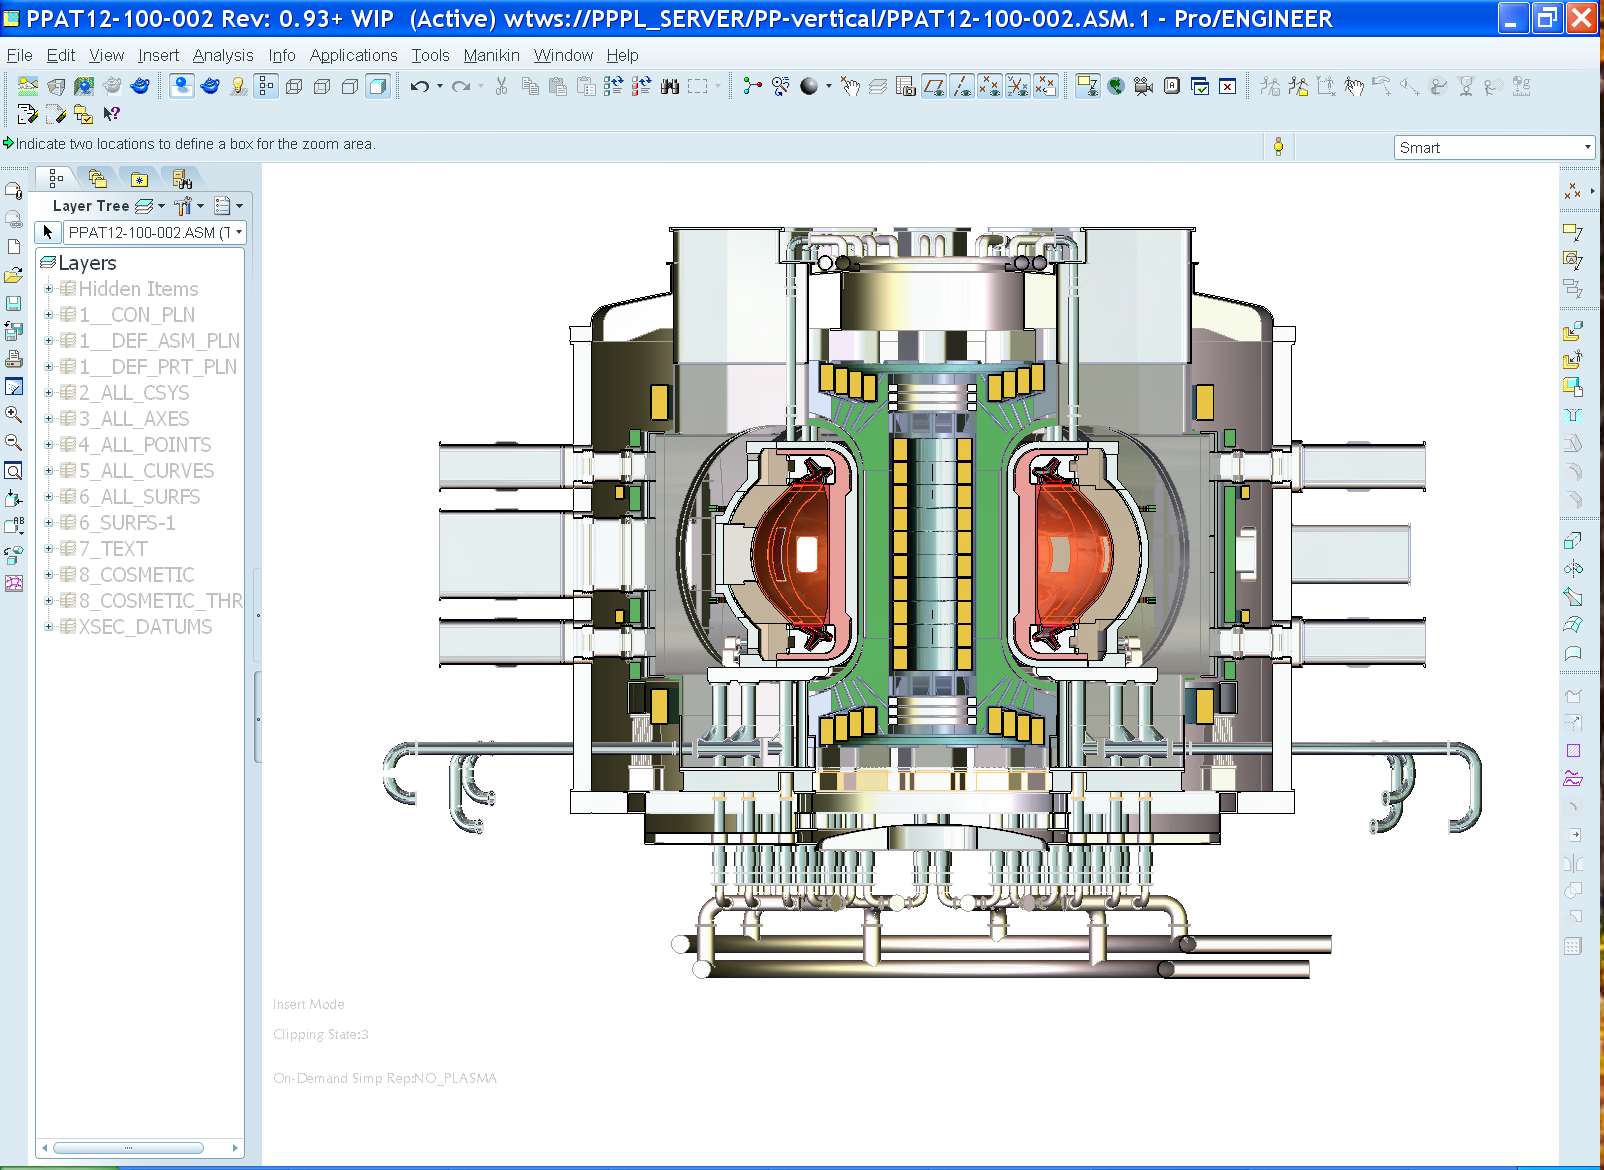 PPAT12-100-002 Rev: 0.93+ WIP (Active) wtws://PPPL_SERVER/PP-vertical/PPAT12-100-002.ASM.1 - Pro/ENGINEER
File Edit View Insert Analysis Info Applications Tools Manikin Window Help
Indicate two locations to define a box for the zoom area.
Smart
Layer Tree
PPAT12-100-002.ASM (T
Layers
Hidden Items
1__CON_PLN
1__DEF_ASM_PLN
1__DEF_PRT_PLN
2_ALL_CSYS
3_ALL_AXES
4_ALL_POINTS
5_ALL_CURVES
6_ALL_SURFS
6_SURFS-1
7_TEXT
8_COSMETIC
8_COSMETIC_THR
XSEC_DATUMS
Insert Mode
Clipping State:3
On-Demand Simp Rep:NO_PLASMA